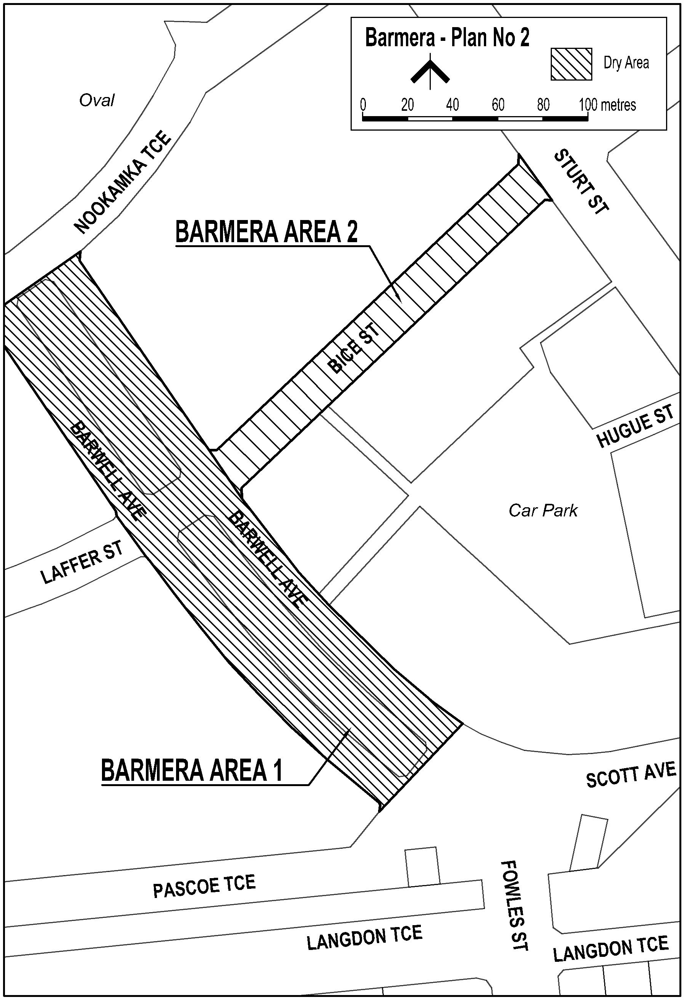 Barmera - Plan No 2
Dry Area
0 20 40 60 80 100 metres
Oval
NOOKAMKA TCE
STURT ST
BARMERA AREA 2
BICE ST
HUGUE ST
BARWELL AVE
Car Park
BARWELL AVE
LAFFER ST
BARMERA AREA 1
SCOTT AVE
PASCOE TCE
FOWLES ST
LANGDON TCE
LANGDON TCE